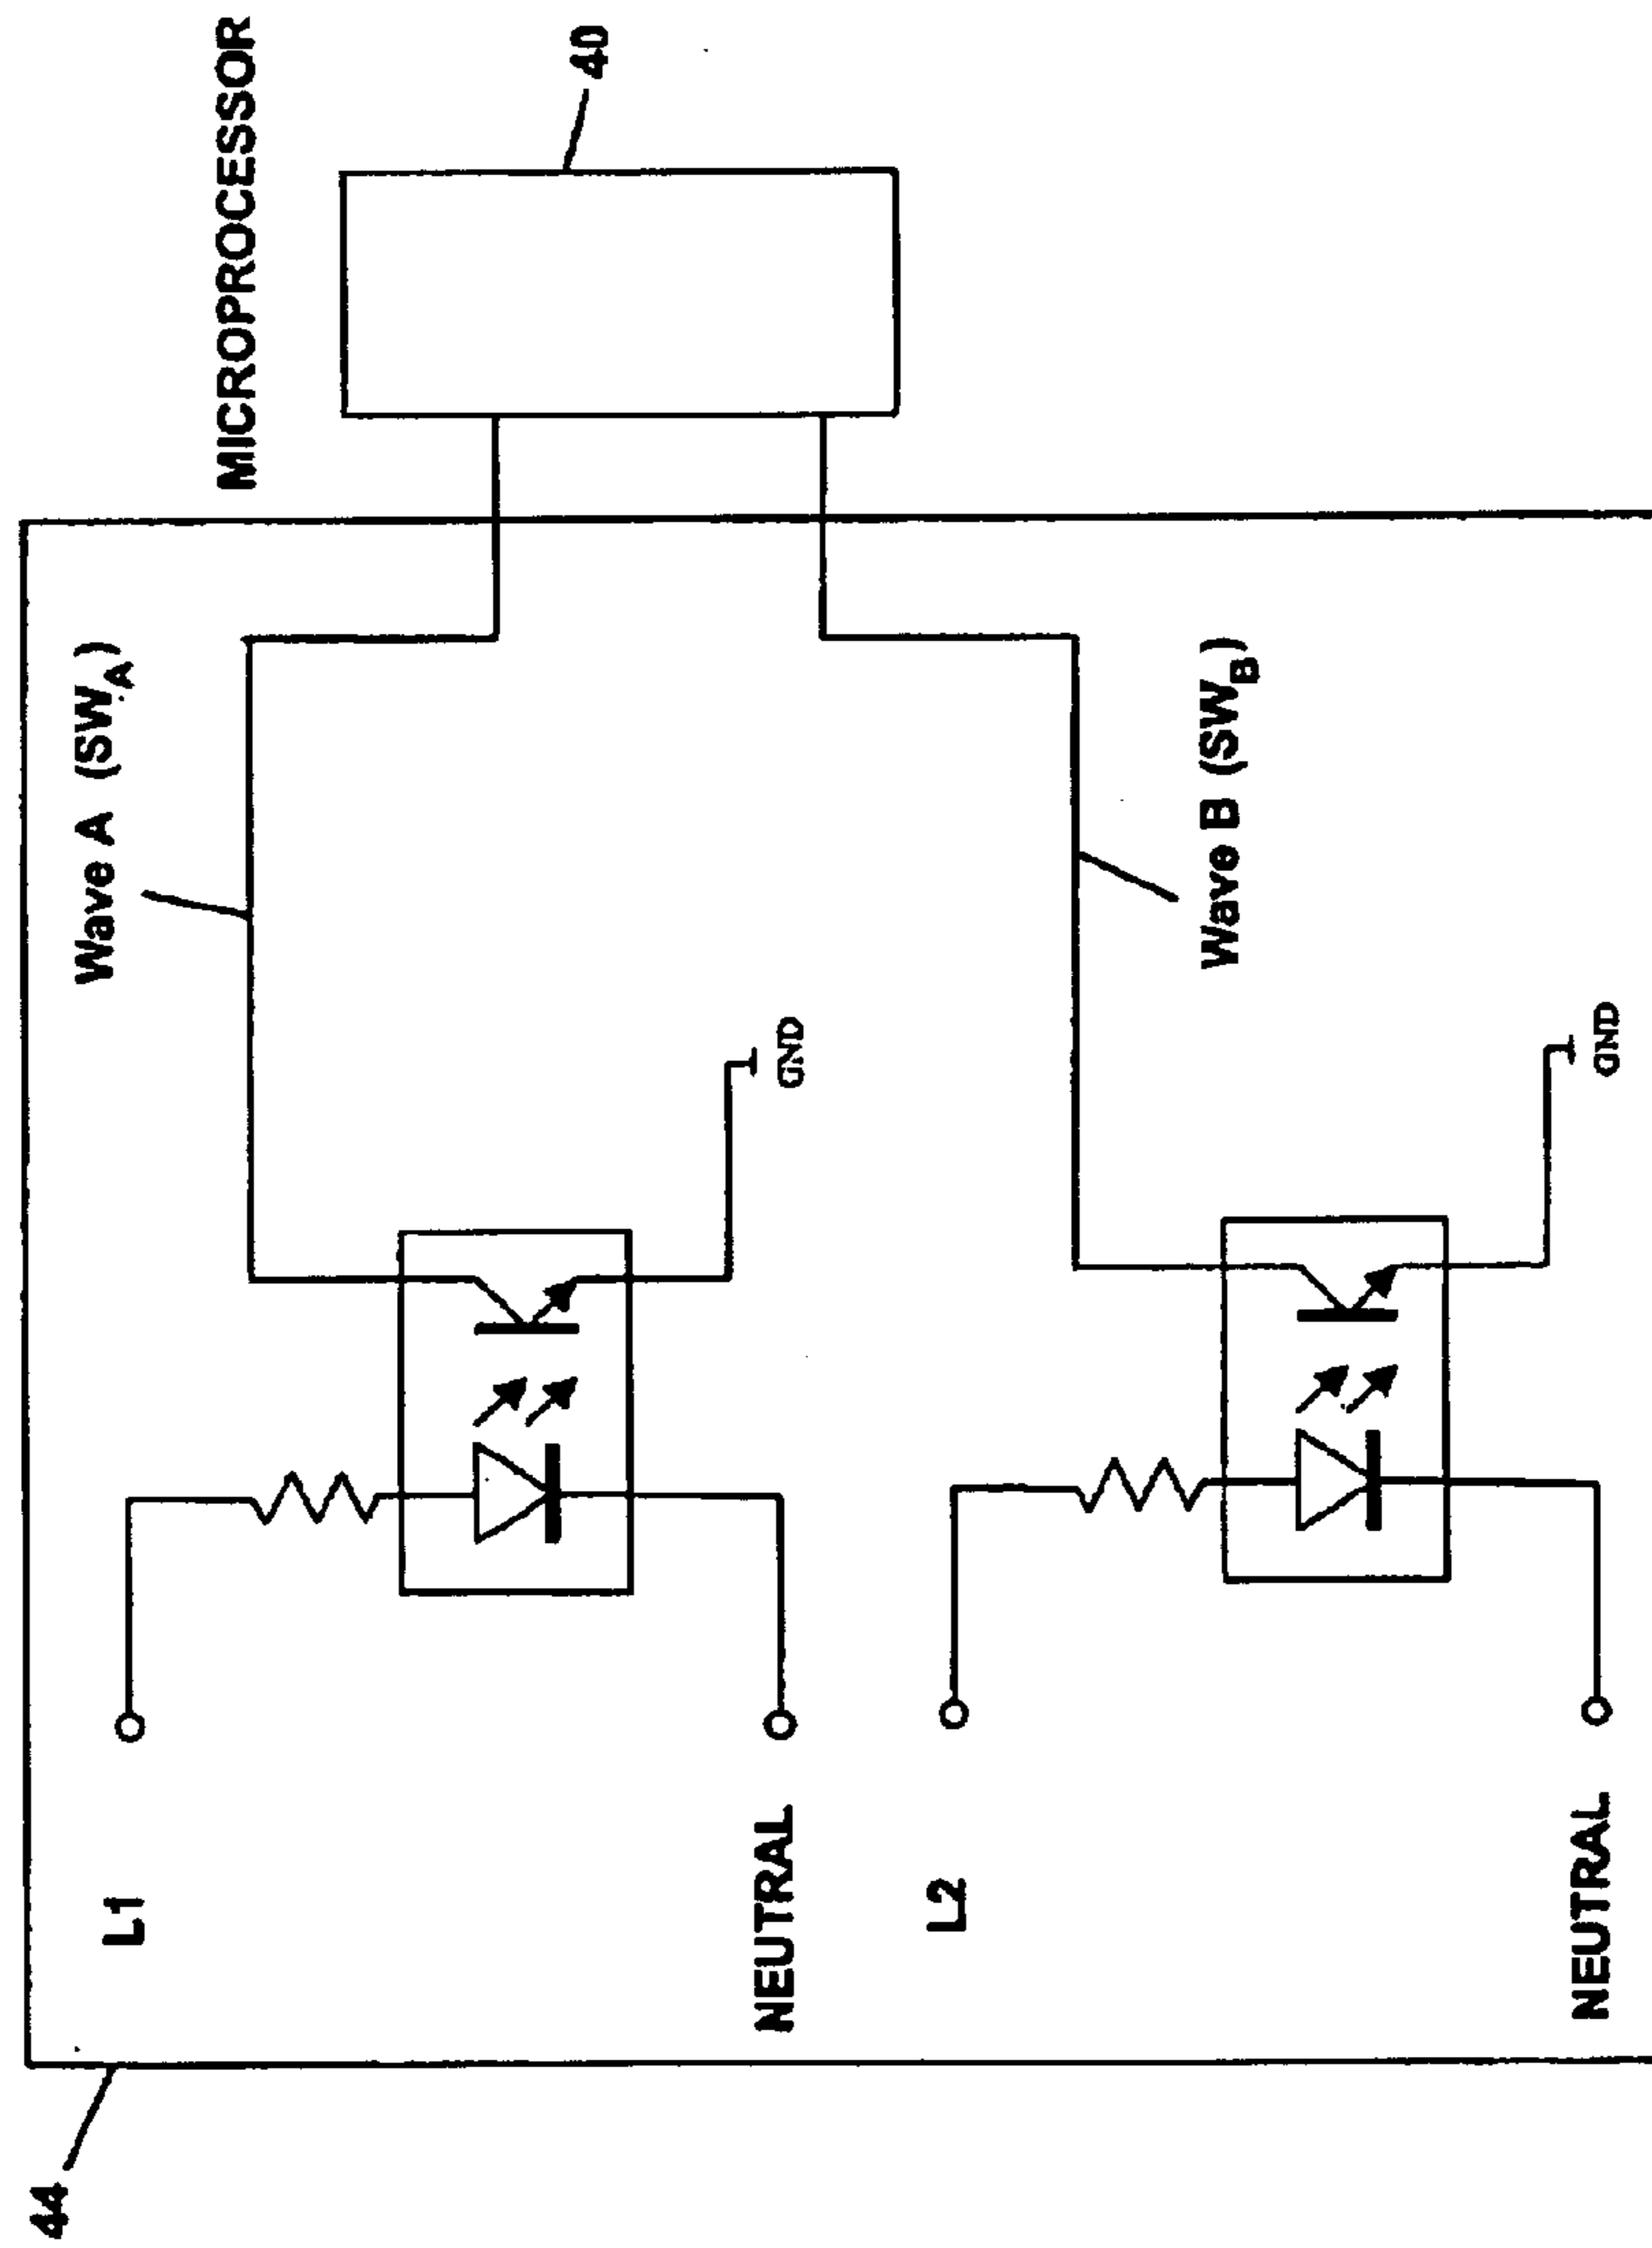 MICROPROCESSOR
40
Wave A (SWA)
GND
Wave B (SWB)
GND
L1
NEUTRAL
L2
NEUTRAL
44